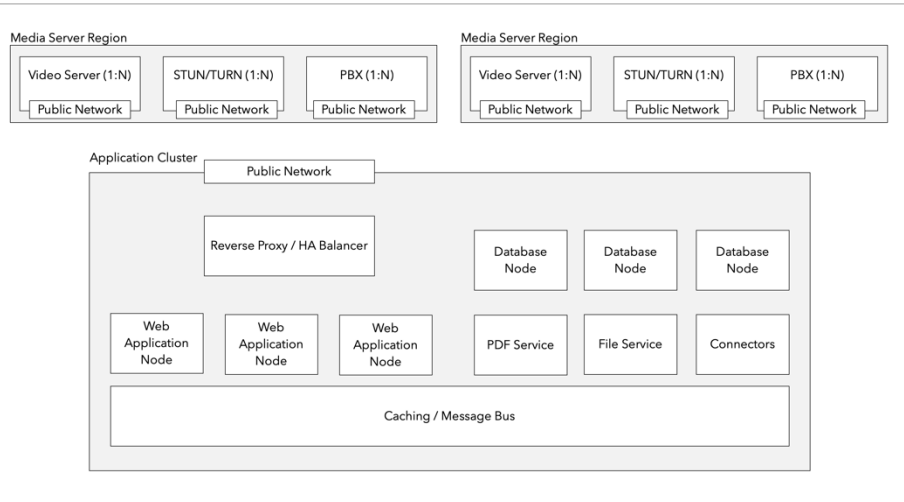 Media Server Region
Video Server (1:N)
Public Network
STUN/TURN (1:N)
Public Network
PBX (1:N)
Public Network
Media Server Region
Video Server (1:N)
Public Network
STUN/TURN (1:N)
Public Network
PBX (1:N)
Public Network
Application Cluster
Public Network
Reverse Proxy / HA Balancer
Database
Node
Database
Node
Database
Node
Web
Application
Node
Web
Application
Node
Web
Application
Node
PDF Service
File Service
Connectors
Caching / Message Bus